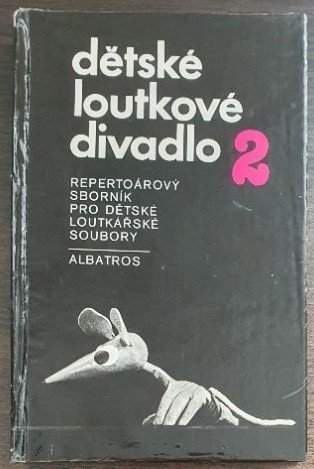 dětské
loutkové
divadlo 2
REPERTOÁROVÝ
SBORNÍK
PRO DĚTSKÉ
LOUTKÁŘSKÉ
SOUBORY
ALBATROS